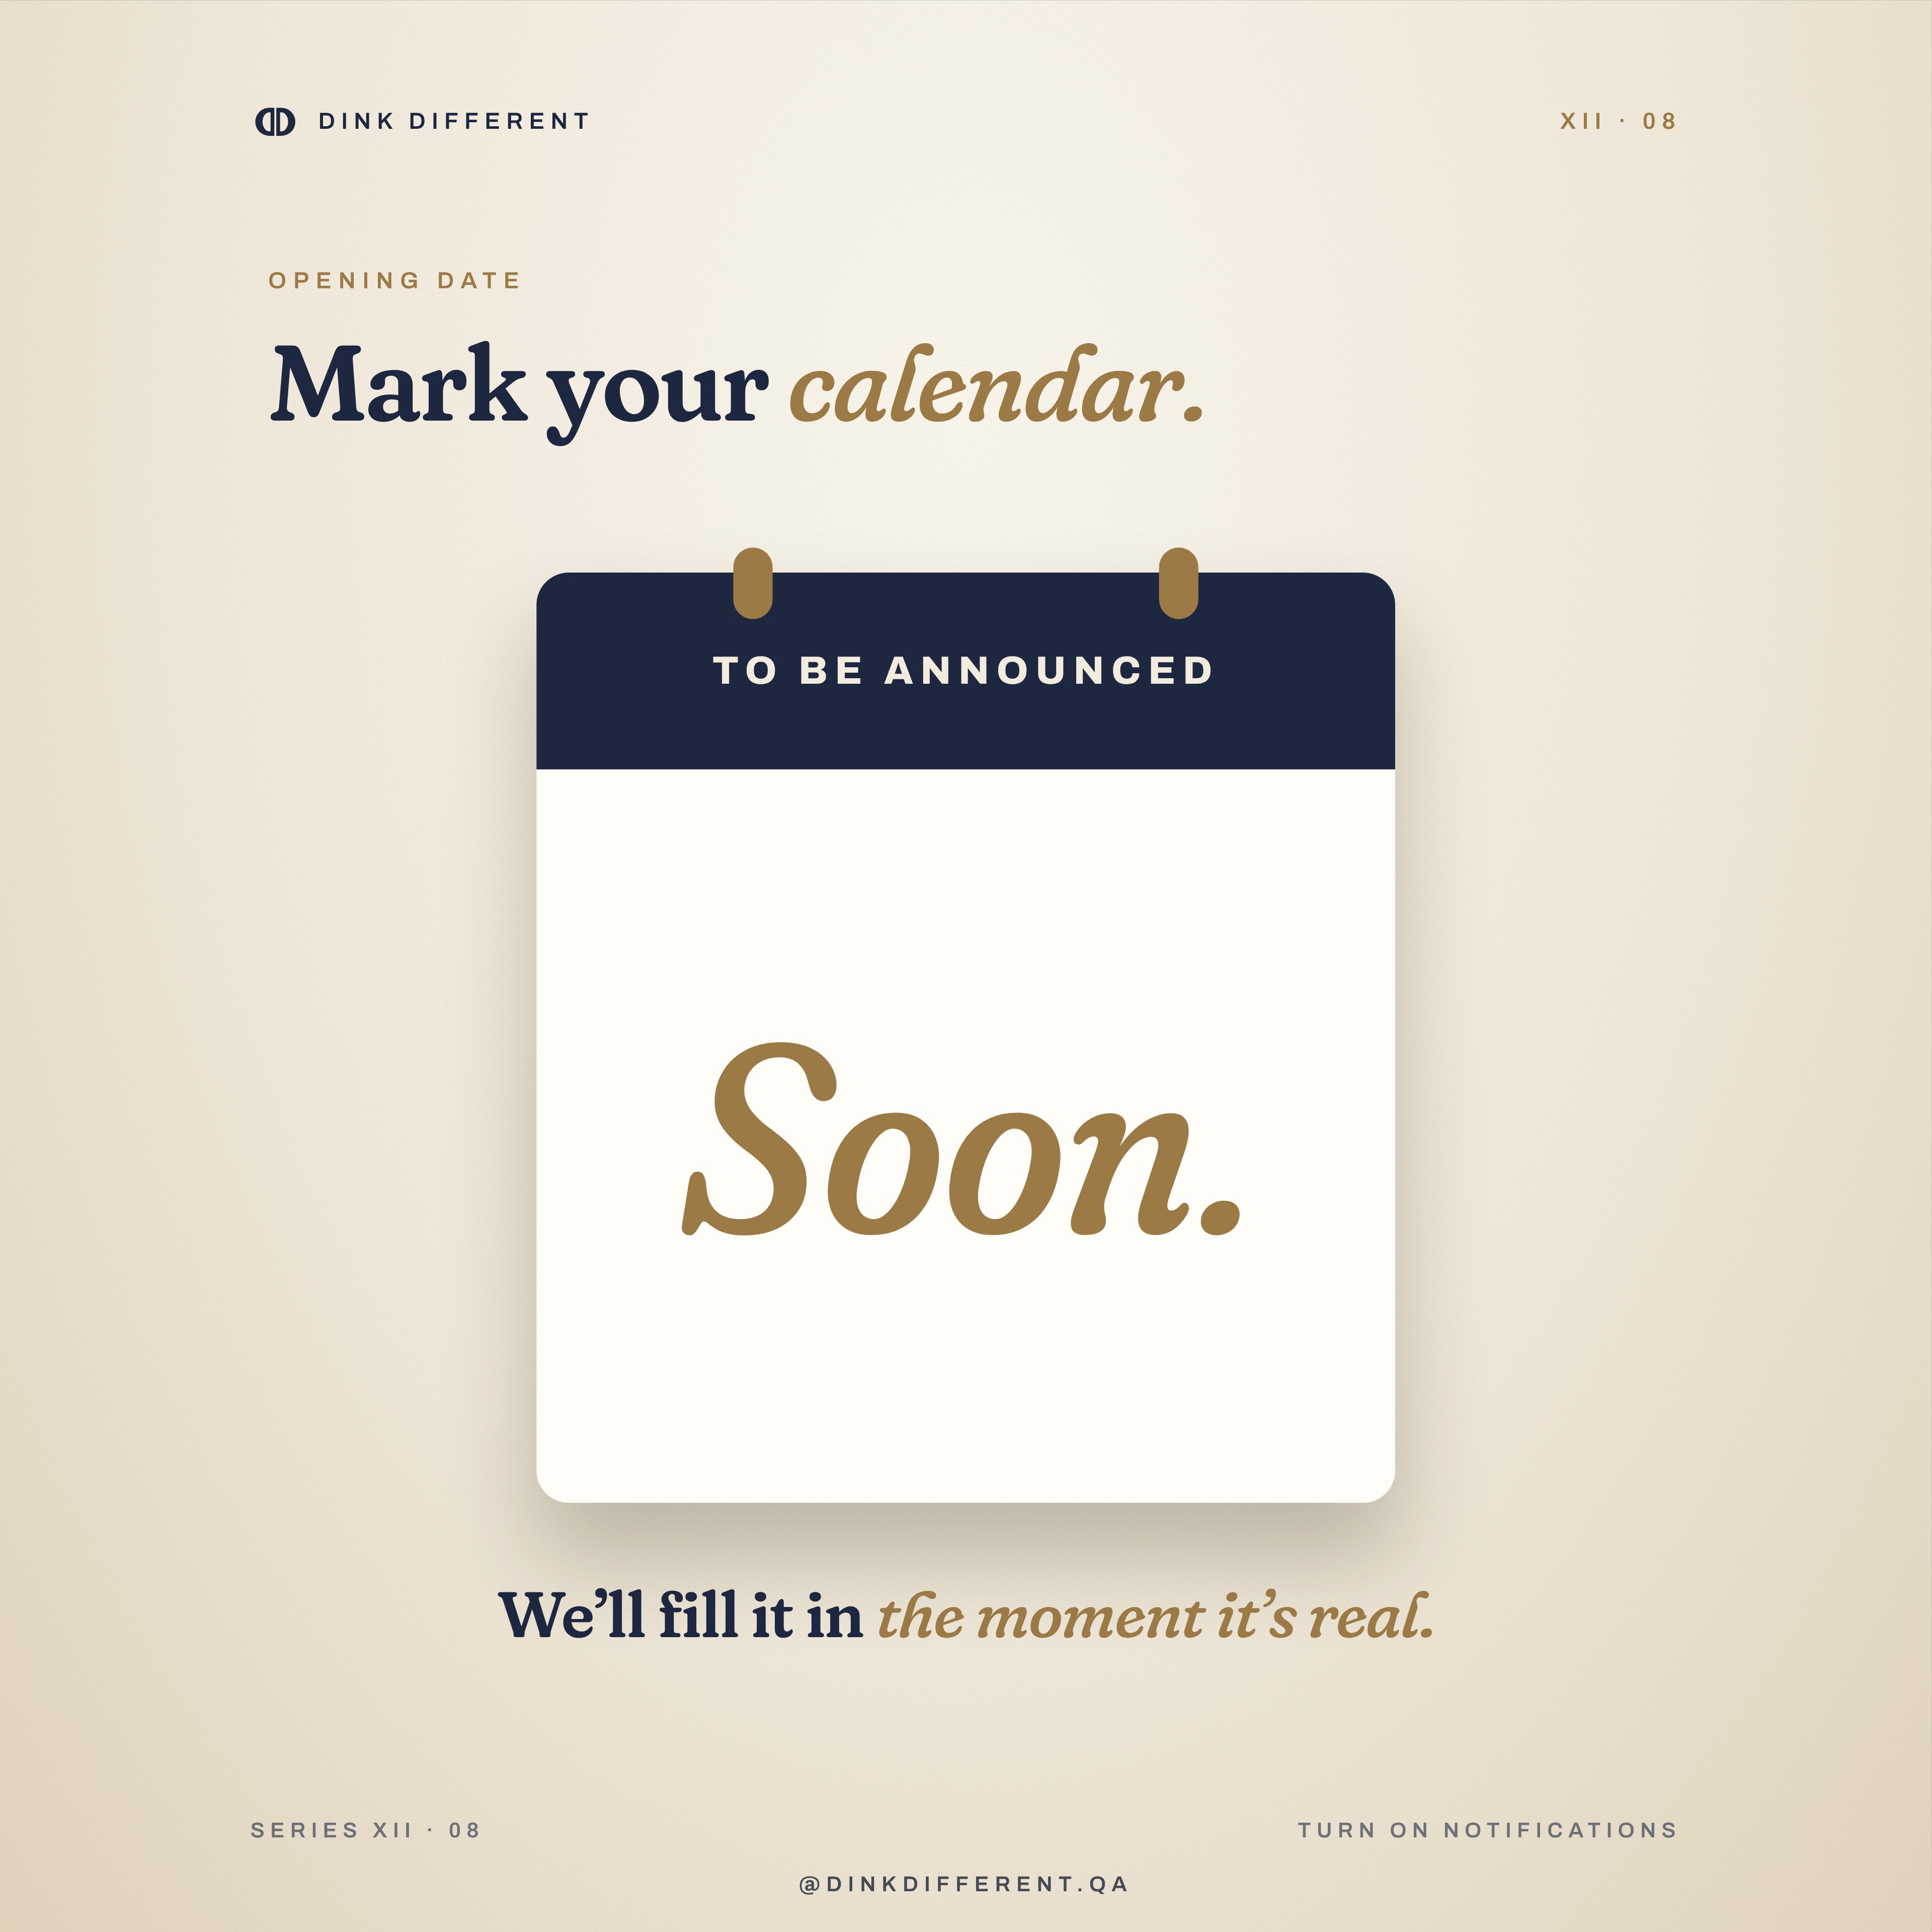 DINK DIFFERENT
XII · 08
OPENING DATE
Mark your calendar.
TO BE ANNOUNCED
Soon.
We’ll fill it in the moment it’s real.
SERIES XII · 08
TURN ON NOTIFICATIONS
@DINKDIFFERENT.QA